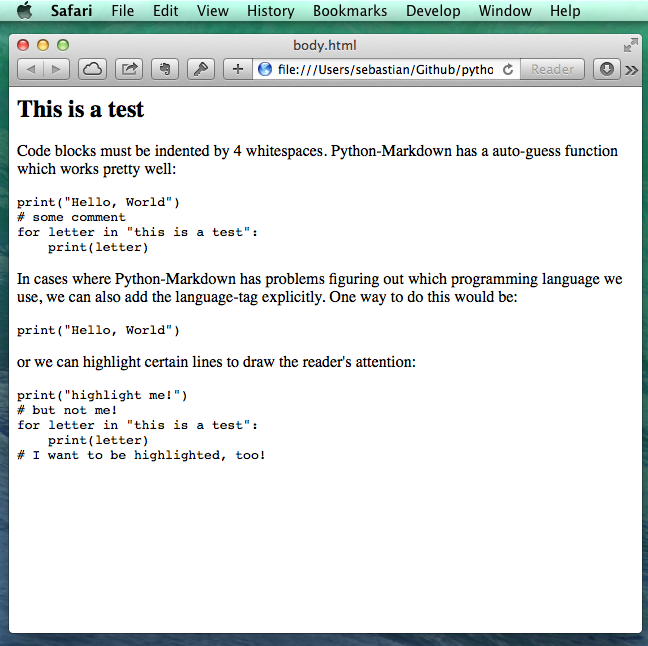 Safari File Edit View History Bookmarks Develop Window Help
body.html
file:///Users/sebastian/Github/pytho Reader
This is a test
Code blocks must be indented by 4 whitespaces. Python-Markdown has a auto-guess function
which works pretty well:
print("Hello, World")
# some comment
for letter in "this is a test":
    print(letter)
In cases where Python-Markdown has problems figuring out which programming language we
use, we can also add the language-tag explicitly. One way to do this would be:
print("Hello, World")
or we can highlight certain lines to draw the reader's attention:
print("highlight me!")
# but not me!
for letter in "this is a test":
    print(letter)
# I want to be highlighted, too!